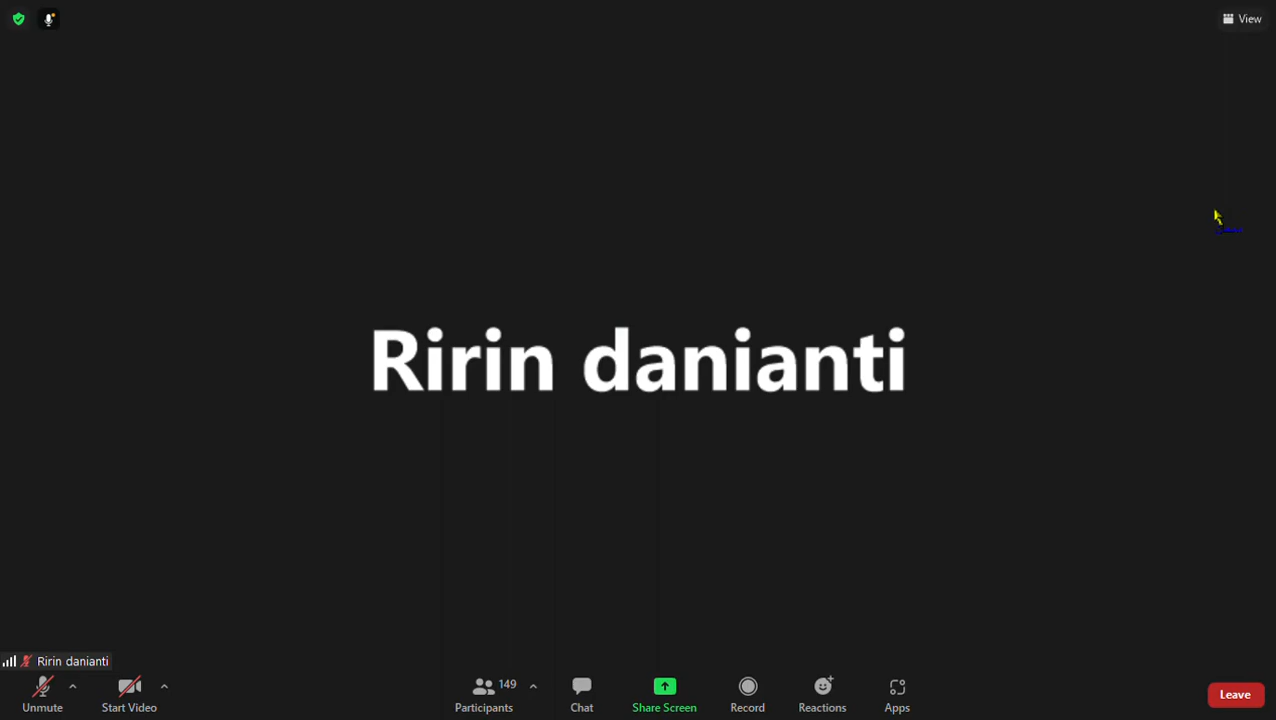 View
Ririn danianti
Ririn danianti
Unmute
Start Video
149
Participants
Chat
Share Screen
Record
Reactions
Apps
Leave